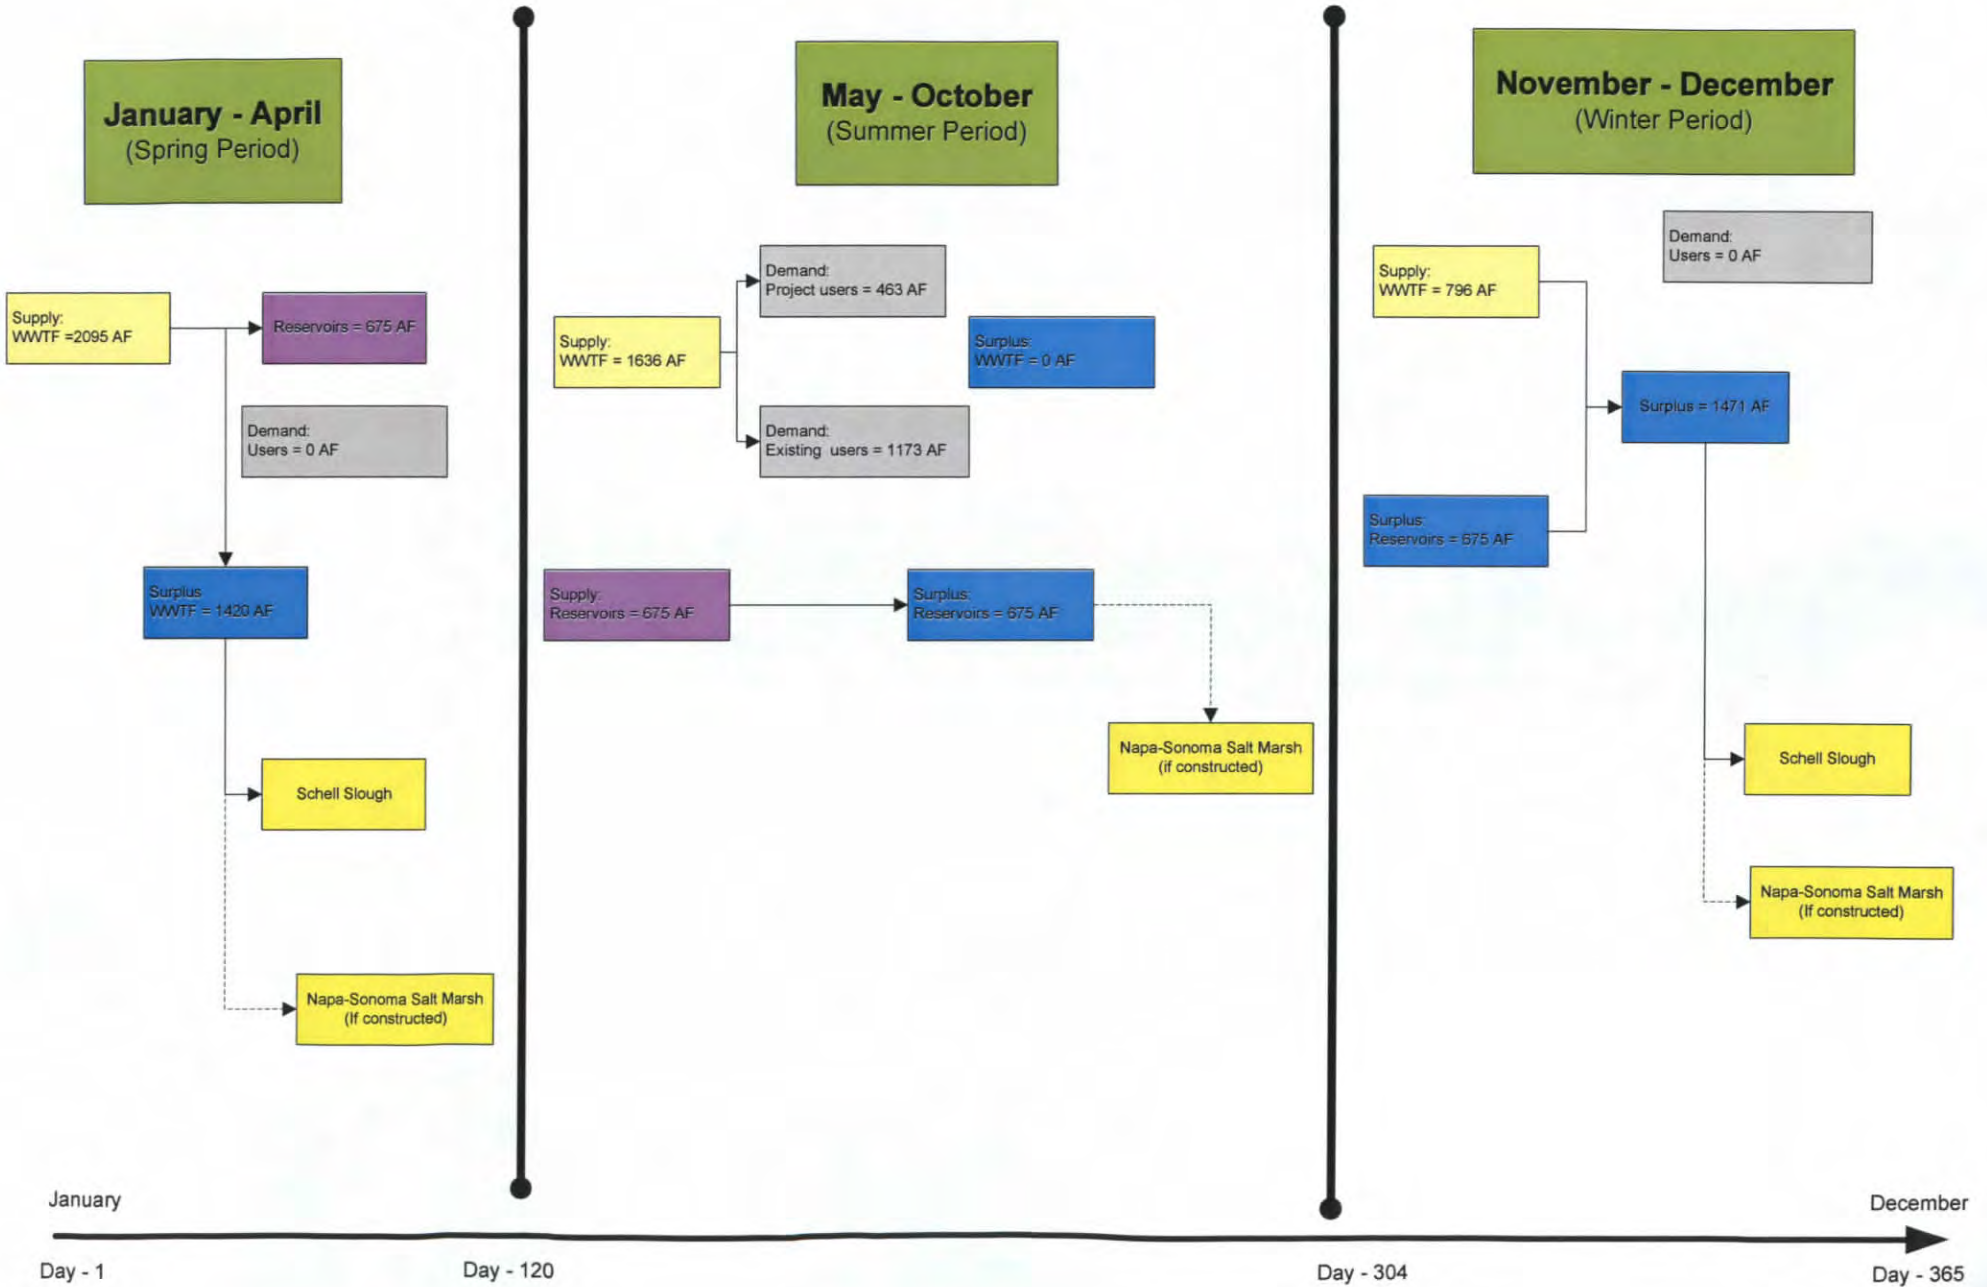 January - April
(Spring Period)
Supply:
WWTF =2095 AF
Reservoirs = 675 AF
Demand:
Users = 0 AF
Surplus
WWTF = 1420 AF
Schell Slough
Napa-Sonoma Salt Marsh
(If constructed)
May - October
(Summer Period)
Demand:
Project users = 463 AF
Supply:
WWTF = 1636 AF
Surplus:
WWTF = 0 AF
Demand:
Existing users = 1173 AF
Supply:
Reservoirs = 675 AF
Surplus:
Reservoirs = 675 AF
Napa-Sonoma Salt Marsh
(if constructed)
November - December
(Winter Period)
Demand:
Users = 0 AF
Supply:
WWTF = 796 AF
Surplus = 1471 AF
Surplus:
Reservoirs = 675 AF
Schell Slough
Napa-Sonoma Salt Marsh
(If constructed)
January
December
Day - 1
Day - 120
Day - 304
Day - 365